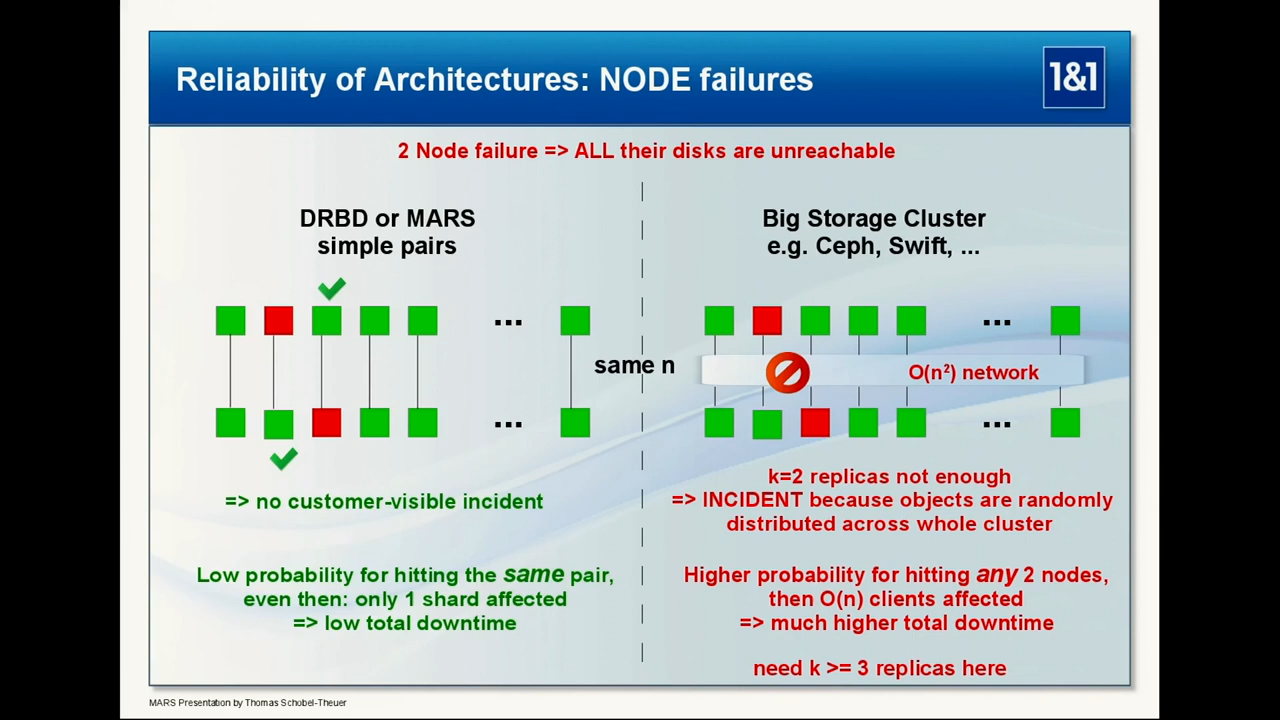 Reliability of Architectures: NODE failures
1&1
2 Node failure => ALL their disks are unreachable
DRBD or MARS
simple pairs
...
...
=> no customer-visible incident
Low probability for hitting the same pair,
even then: only 1 shard affected
=> low total downtime
same n
Big Storage Cluster
e.g. Ceph, Swift, ...
...
O(n²) network
...
k=2 replicas not enough
=> INCIDENT because objects are randomly
distributed across whole cluster
Higher probability for hitting any 2 nodes,
then O(n) clients affected
=> much higher total downtime
need k >= 3 replicas here
MARS Presentation by Thomas Schöbel-Theuer